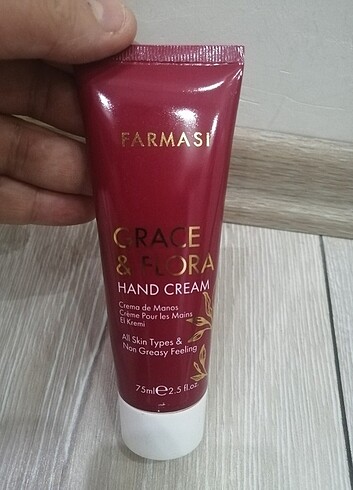 FARMASI
GRACE
& FLORA
HAND CREAM
Crema de Manos
Crème Pour les Mains
El Kremi
All Skin Types &
Non Greasy Feeling
75ml℮2.5 fl.oz.